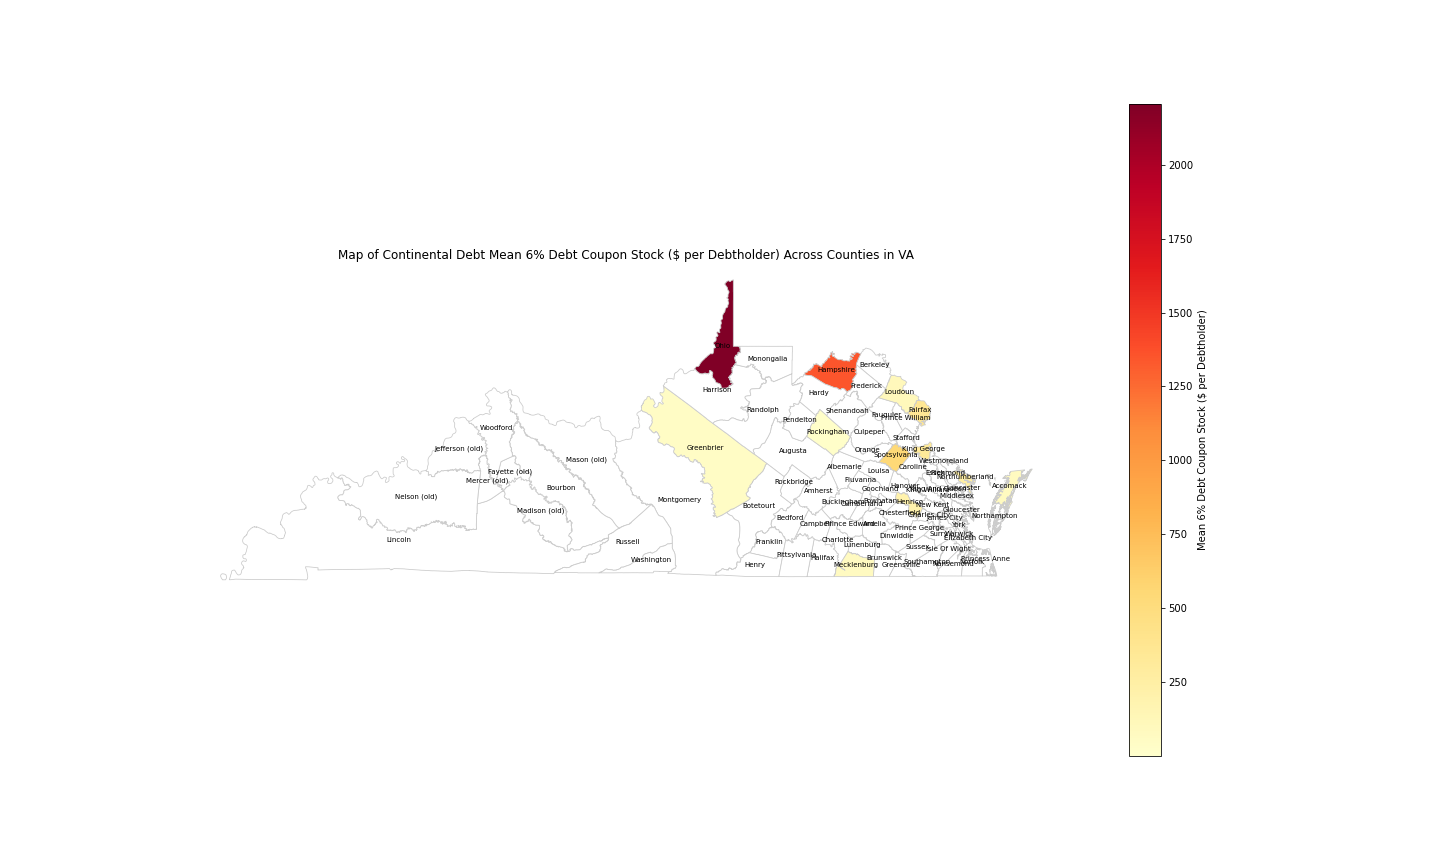 Map of Continental Debt Mean 6% Debt Coupon Stock ($ per Debtholder) Across Counties in VA
Ohio
Monongalia
Hampshire
Berkeley
Harrison
Hardy
Frederick
Loudoun
Randolph
Shenandoah
Fairfax
Fauquier
Prince William
Pendelton
Woodford
Rockingham
Culpeper
Stafford
Jefferson (old)
Greenbrier
Augusta
Orange
King George
Spotsylvania
Mason (old)
Westmoreland
Albemarle
Caroline
Fayette (old)
Louisa
Essex
Richmond
Northumberland
Mercer (old)
Rockbridge
Fluvanna
Hanover
Bourbon
Amherst
Goochland
King William
Gloucester
Accomack
Nelson (old)
Middlesex
Montgomery
Buckingham
Cumberland
Powhatan
Henrico
New Kent
Botetourt
Madison (old)
Chesterfield
Charles City
James City
Gloucester
Northampton
Bedford
Campbell
Prince Edward
Amelia
Prince George
York
Surry
Warwick
Elizabeth City
Lincoln
Russell
Franklin
Charlotte
Dinwiddie
Lunenburg
Sussex
Isle Of Wight
Washington
Henry
Pittsylvania
Halifax
Mecklenburg
Brunswick
Greensville
Southampton
Nansemond
Norfolk
Princess Anne
2000
1750
1500
1250
1000
750
500
250
Mean 6% Debt Coupon Stock ($ per Debtholder)